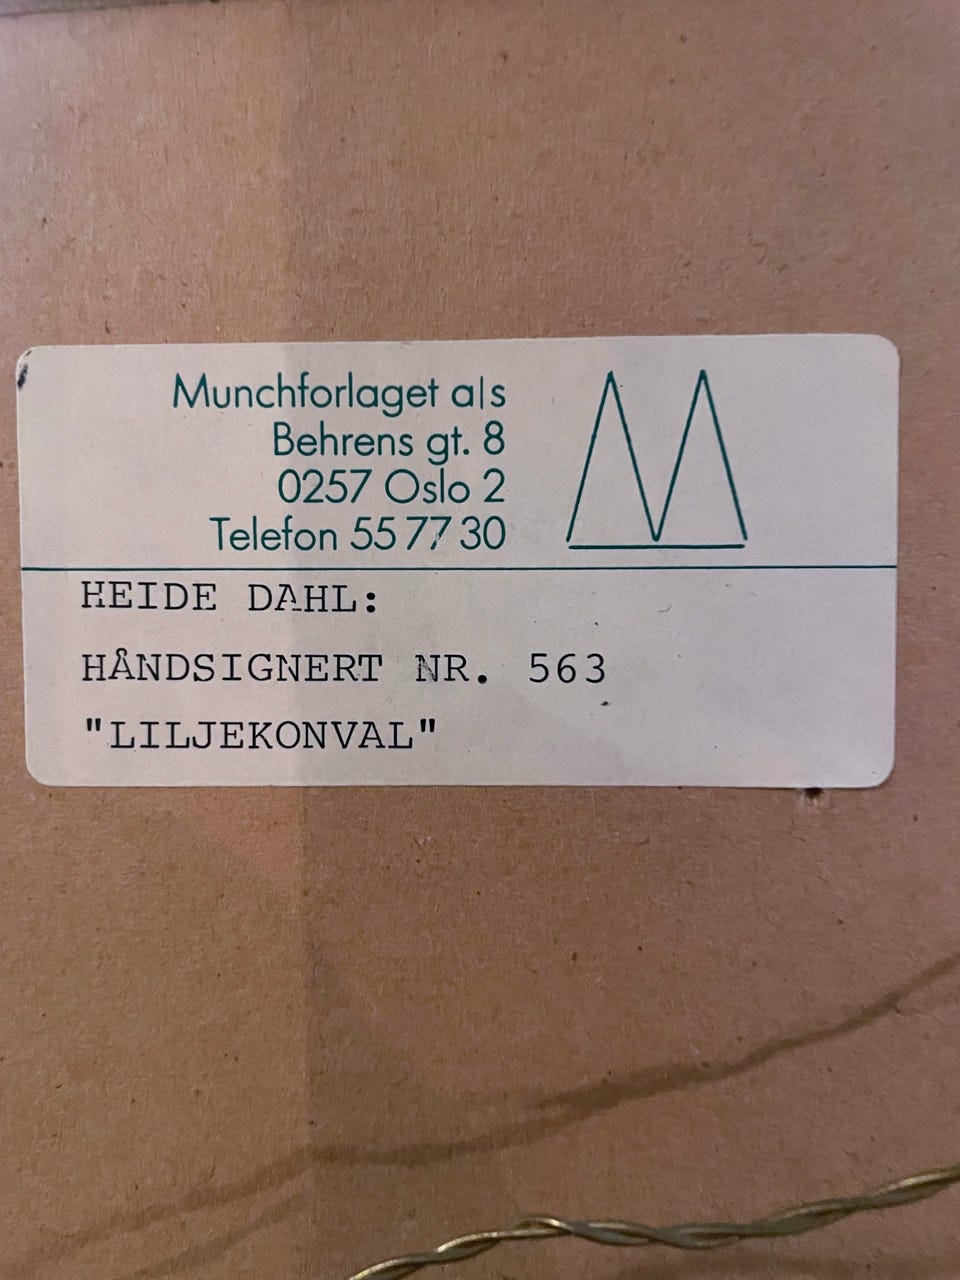 Munchforlaget a|s
Behrens gt. 8
0257 Oslo 2
Telefon 55 77 30
HEIDE DAHL:
HÅNDSIGNERT NR. 563
"LILJEKONVAL"